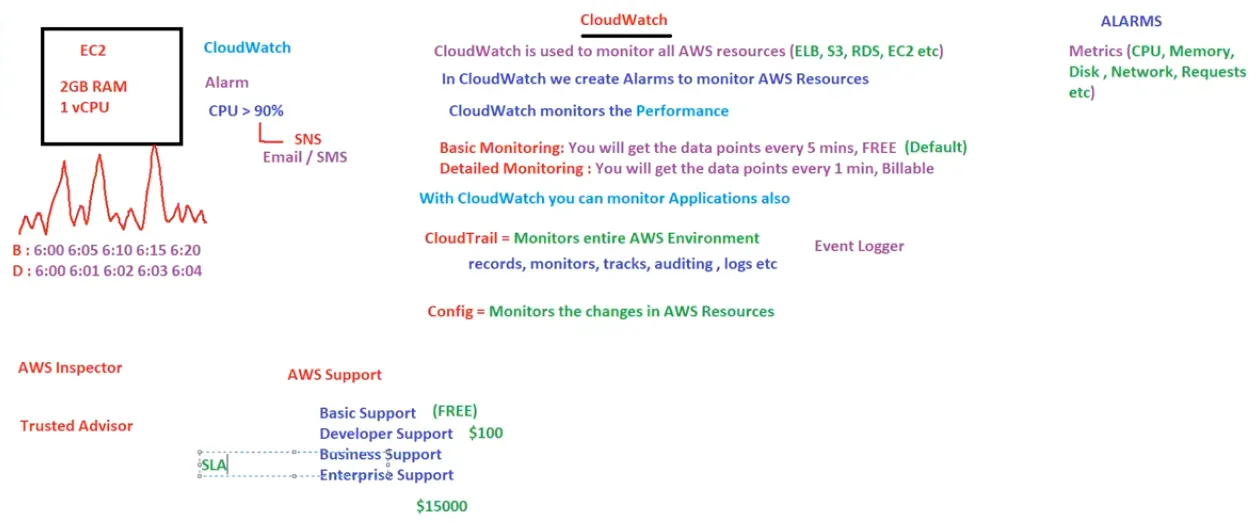 CloudWatch
ALARMS
EC2
2GB RAM
1 vCPU
CloudWatch
Alarm
CPU > 90%
SNS
Email / SMS
CloudWatch is used to monitor all AWS resources (ELB, S3, RDS, EC2 etc)
In CloudWatch we create Alarms to monitor AWS Resources
CloudWatch monitors the Performance
Metrics (CPU, Memory,
Disk , Network, Requests
etc)
Basic Monitoring: You will get the data points every 5 mins, FREE (Default)
Detailed Monitoring : You will get the data points every 1 min, Billable
With CloudWatch you can monitor Applications also
B : 6:00 6:05 6:10 6:15 6:20
D : 6:00 6:01 6:02 6:03 6:04
CloudTrail = Monitors entire AWS Environment
records, monitors, tracks, auditing , logs etc
Event Logger
Config = Monitors the changes in AWS Resources
AWS Inspector
Trusted Advisor
AWS Support
Basic Support (FREE)
Developer Support $100
Business Support
SLA
Enterprise Support
$15000